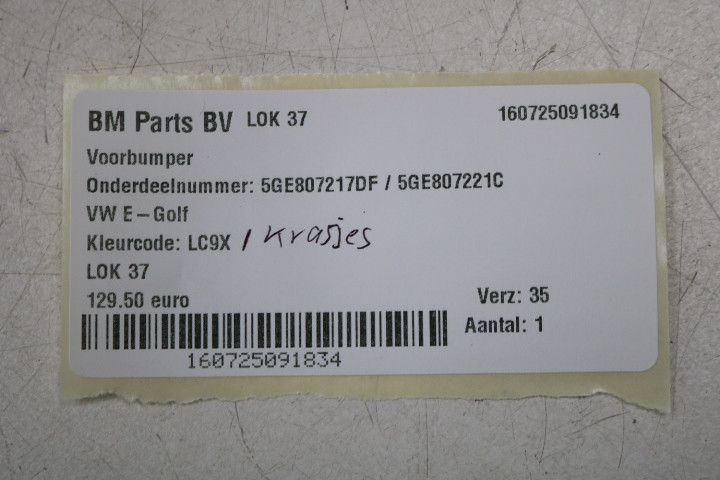 BM Parts BV LOK 37 160725091834
Voorbumper
Onderdeelnummer: 5GE807217DF / 5GE807221C
VW E-Golf
Kleurcode: LC9X / krasjes
LOK 37
129.50 euro Verz: 35
Aantal: 1
160725091834